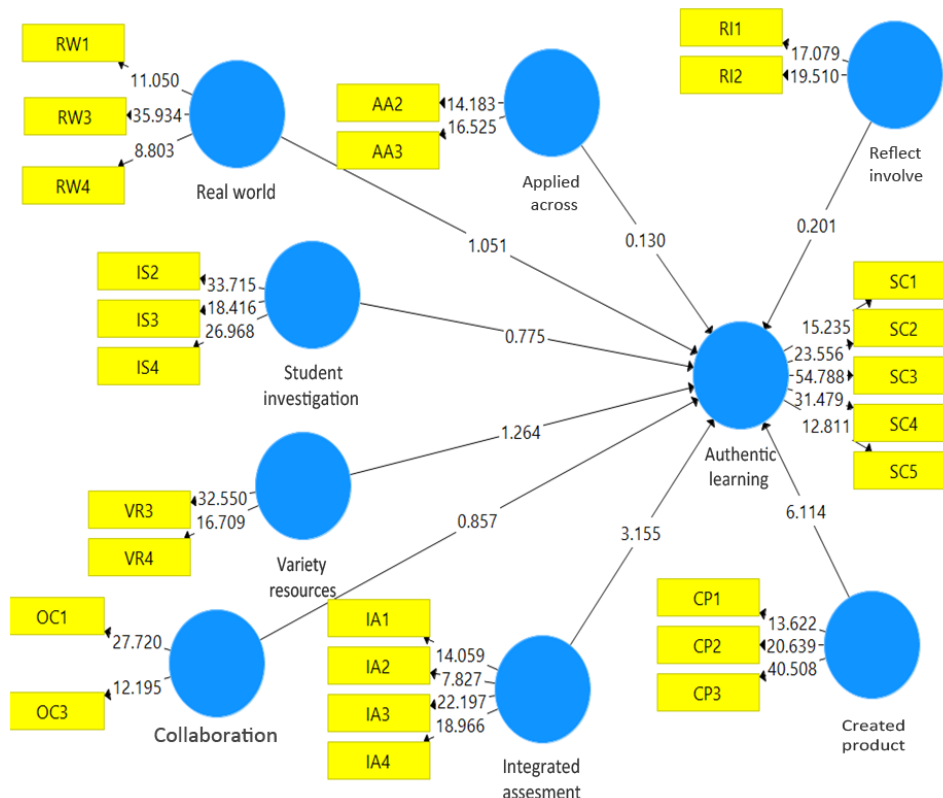 RW1
RW3
RW4
11.050
35.934
8.803
Real world
AA2
AA3
14.183
16.525
Applied
across
RI1
RI2
17.079
19.510
Reflect
involve
1.051
0.130
0.201
IS2
IS3
IS4
33.715
18.416
26.968
Student
investigation
0.775
SC1
SC2
SC3
SC4
SC5
15.235
23.556
54.788
31.479
12.811
Authentic
learning
VR3
VR4
32.550
16.709
Variety
resources
1.264
0.857
3.155
6.114
OC1
OC3
27.720
12.195
Collaboration
IA1
IA2
IA3
IA4
14.059
7.827
22.197
18.966
Integrated
assesment
CP1
CP2
CP3
13.622
20.639
40.508
Created
product